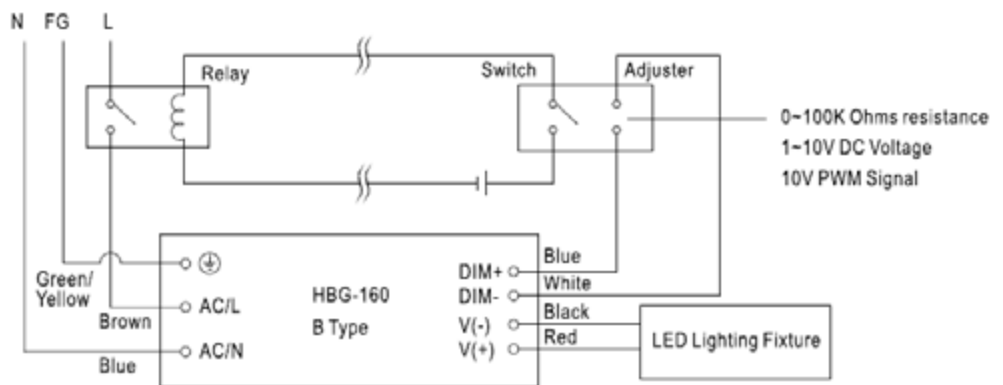 N FG L
Relay
Switch
Adjuster
0~100K Ohms resistance
1~10V DC Voltage
10V PWM Signal
Green/
Yellow
Brown
Blue
AC/L
AC/N
HBG-160
B Type
DIM+
DIM-
V(-)
V(+)
Blue
White
Black
Red
LED Lighting Fixture